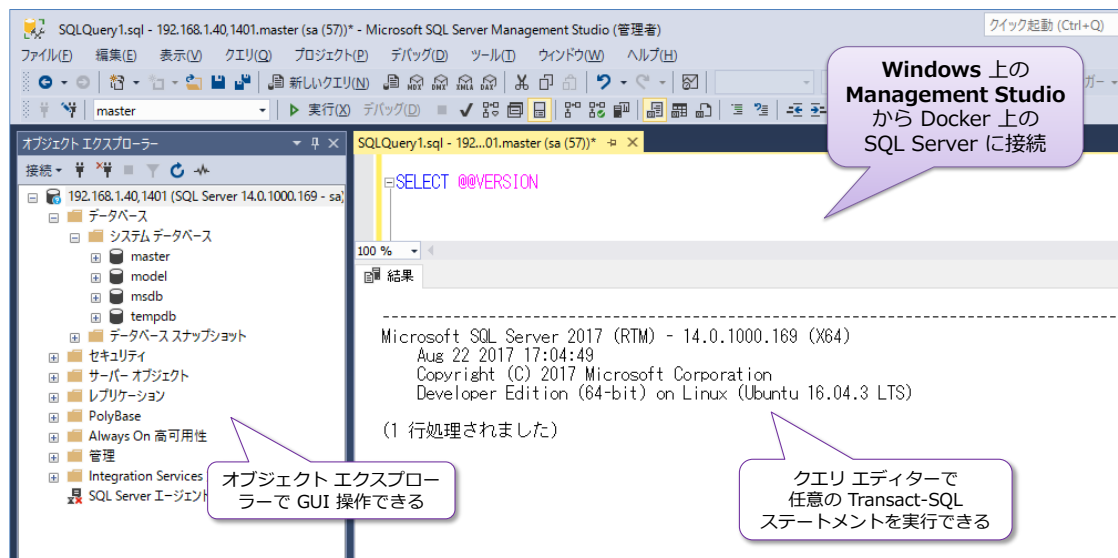 SQLQuery1.sql - 192.168.1.40,1401.master (sa (57))* - Microsoft SQL Server Management Studio (管理者)
クイック起動 (Ctrl+Q)
ファイル(F) 編集(E) 表示(V) クエリ(Q) プロジェクト(P) デバッグ(D) ツール(T) ウィンドウ(W) ヘルプ(H)
新しいクエリ(N) MDX DMX XMLA DAX
ガー
master
実行(X) デバッグ(D)
Windows 上の
Management Studio
から Docker 上の
SQL Server に接続
オブジェクト エクスプローラー
接続
192.168.1.40,1401 (SQL Server 14.0.1000.169 - sa)
データベース
システム データベース
master
model
msdb
tempdb
データベース スナップショット
セキュリティ
サーバー オブジェクト
レプリケーション
PolyBase
Always On 高可用性
管理
Integration Services
SQL Server エージェント
オブジェクト エクスプロー
ラーで GUI 操作できる
SQLQuery1.sql - 192...01.master (sa (57))*
SELECT @@VERSION
100 %
結果
--------------------------------------------------------------------------------
Microsoft SQL Server 2017 (RTM) - 14.0.1000.169 (X64)
Aug 22 2017 17:04:49
Copyright (C) 2017 Microsoft Corporation
Developer Edition (64-bit) on Linux (Ubuntu 16.04.3 LTS)
(1 行処理されました)
クエリ エディターで
任意の Transact-SQL
ステートメントを実行できる